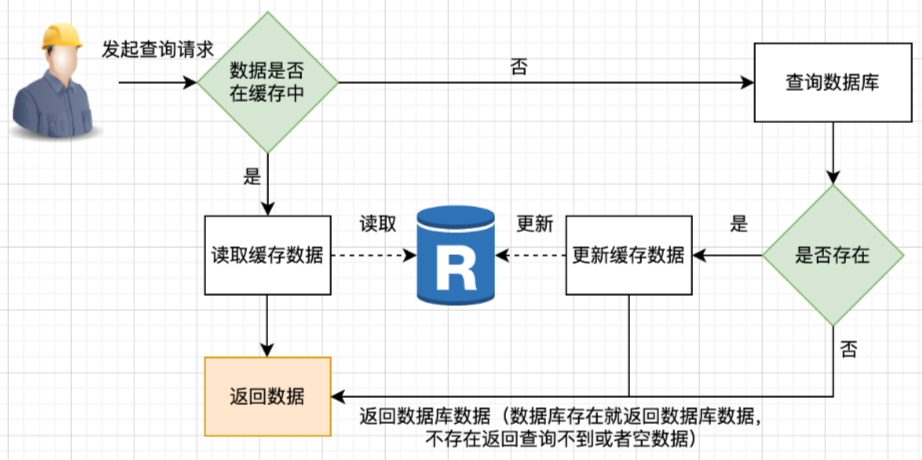 发起查询请求
数据是否
在缓存中
否
查询数据库
是
读取缓存数据
读取
R
更新
更新缓存数据
是
是否存在
否
返回数据
返回数据库数据（数据库存在就返回数据库数据，
不存在返回查询不到或者空数据）